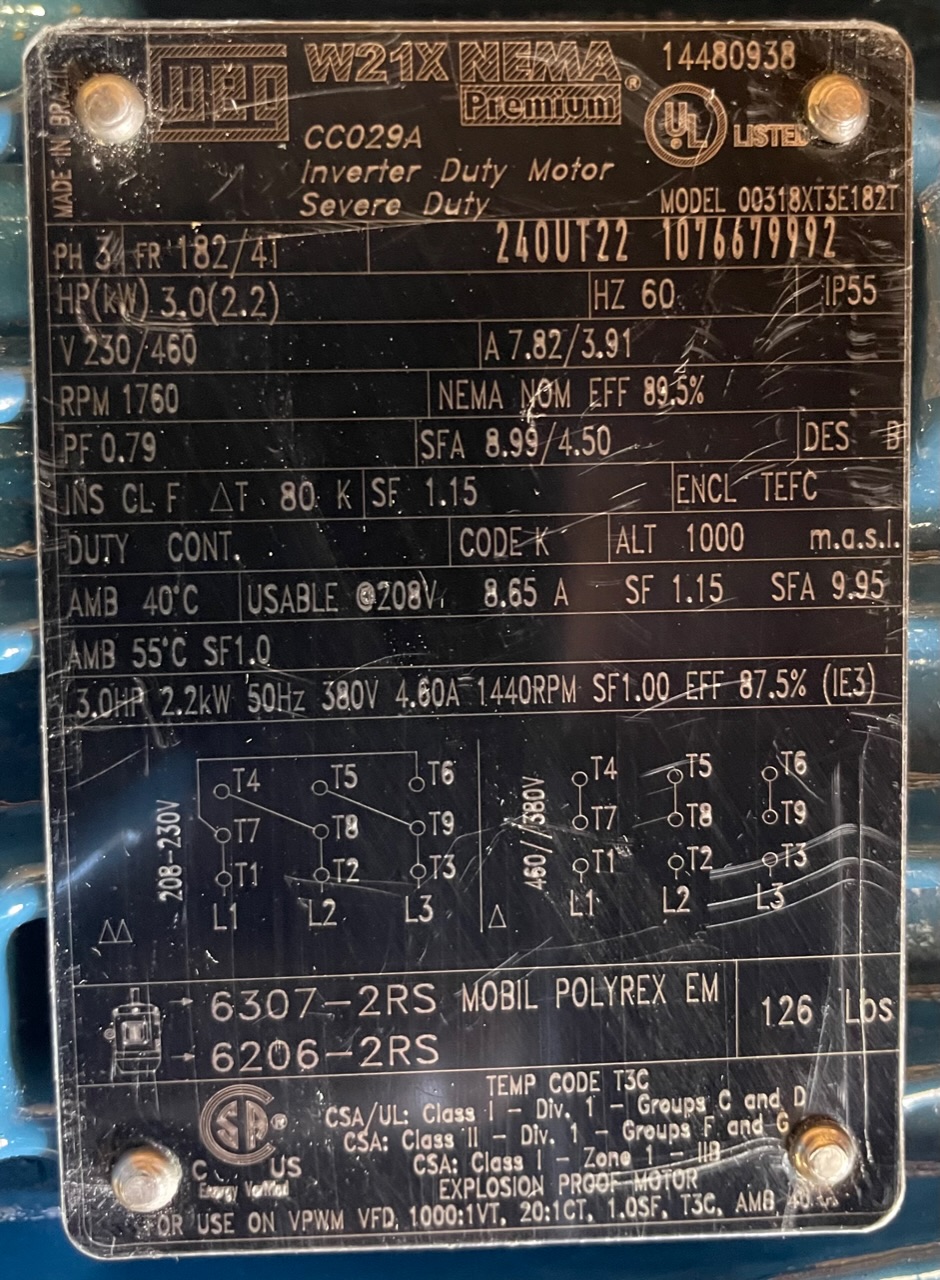 MADE IN BRAZIL
WEG W21X NEMA Premium® 14480938
CC029A
UL LISTED
Inverter Duty Motor
Severe Duty MODEL 00318XT3E182T
PH 3 FR 182/4T 240UT22 1076679992
HP(kW) 3.0(2.2) HZ 60 IP55
V 230/460 A 7.82/3.91
RPM 1760 NEMA NOM EFF 89.5%
PF 0.79 SFA 8.99/4.50 DES B
INS CL F ΔT 80 K SF 1.15 ENCL TEFC
DUTY CONT. CODE K ALT 1000 m.a.s.l.
AMB 40°C USABLE @208V 8.65 A SF 1.15 SFA 9.95
AMB 55°C SF1.0
3.0HP 2.2kW 50Hz 380V 4.60A 1440RPM SF1.00 EFF 87.5% (IE3)
208-230V
T4 T5 T6
T7 T8 T9
T1 T2 T3
L1 L2 L3
ΔΔ
460//380V
T4 T5 T6
T7 T8 T9
T1 T2 T3
L1 L2 L3
Δ
6307-2RS MOBIL POLYREX EM 126 Lbs
6206-2RS
TEMP CODE T3C
CSA/UL: Class I - Div. 1 - Groups C and D
CSA: Class II - Div. 1 - Groups F and G
CSA: Class I - Zone 1 - IIB
EXPLOSION PROOF MOTOR
CSA®
C US
Energy Verified
OR USE ON VPWM VFD, 1000:1VT, 20:1CT, 1.0SF, T3C, AMB